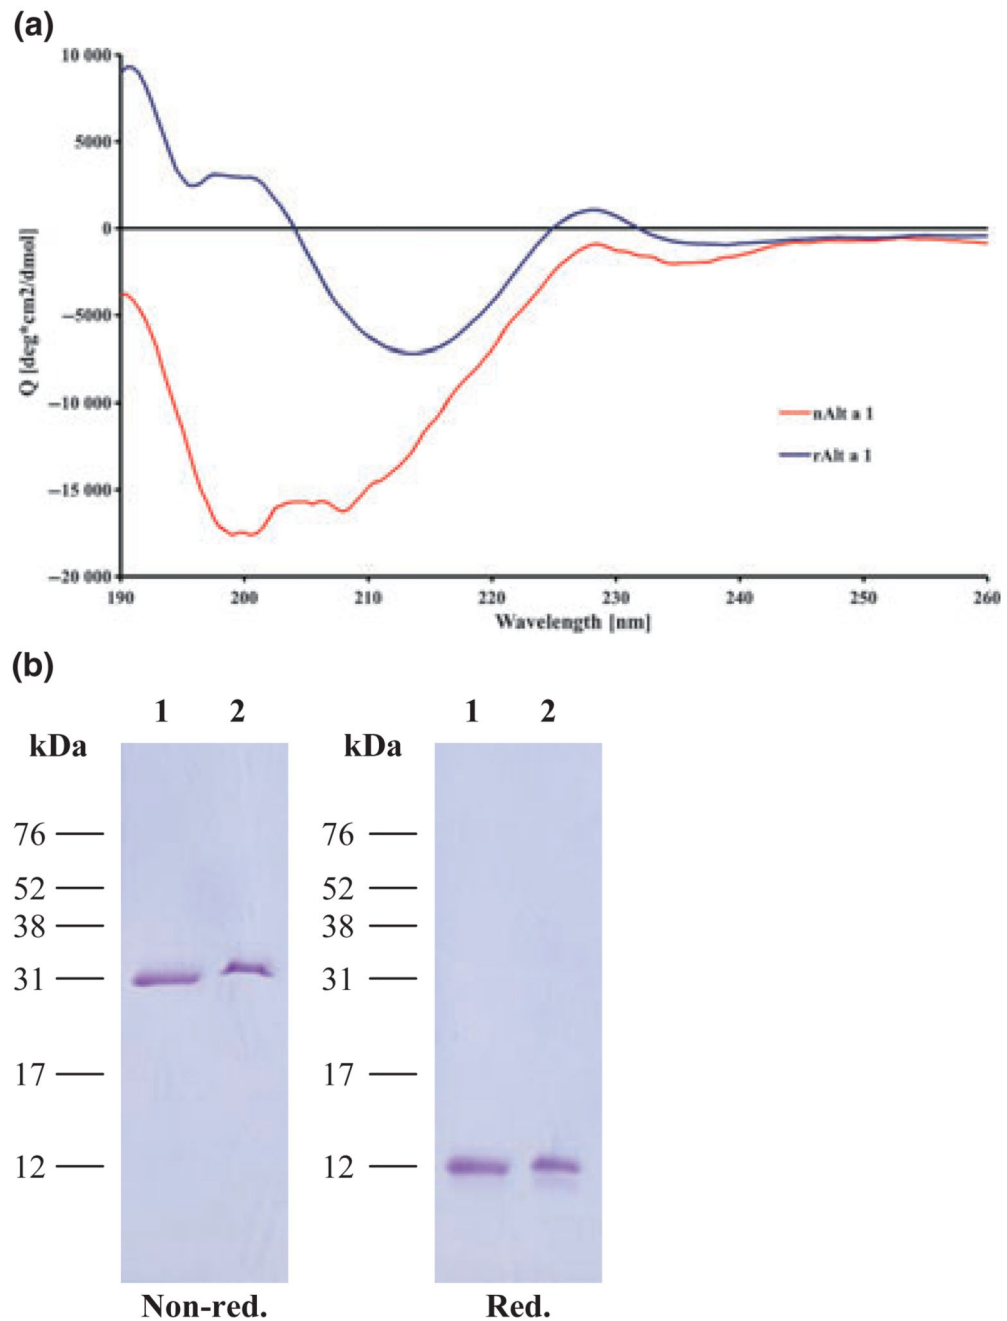 (a)
10 000
5000
0
−5000
−10 000
−15 000
−20 000
Q [deg*cm2/dmol]
190 200 210 220 230 240 250 260
Wavelength [nm]
nAlt a 1
rAlt a 1
(b)
1 2 1 2
kDa kDa
76 76
52 52
38 38
31 31
17 17
12 12
Non-red. Red.